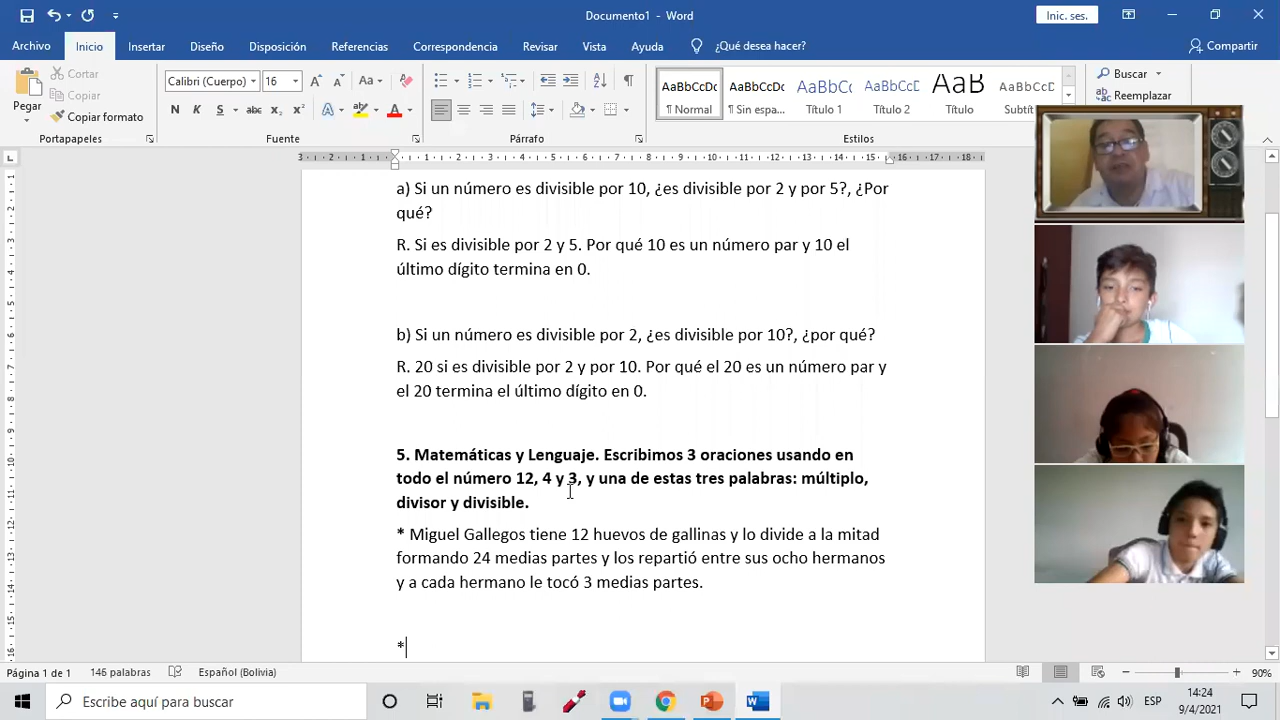 Documento1 - Word
Inic. ses.
Archivo Inicio Insertar Diseño Disposición Referencias Correspondencia Revisar Vista Ayuda ¿Qué desea hacer? Compartir
Pegar
Cortar
Copiar
Copiar formato
Portapapeles
Calibri (Cuerpo) 16
Fuente
Párrafo
AaBbCcDc AaBbCcDc AaBbCc AaBbCcD AaB AaBbCcD
¶ Normal ¶ Sin espa... Título 1 Título 2 Título Subtít
Estilos
Buscar
Reemplazar
a) Si un número es divisible por 10, ¿es divisible por 2 y por 5?, ¿Por
qué?
R. Si es divisible por 2 y 5. Por qué 10 es un número par y 10 el
último dígito termina en 0.
b) Si un número es divisible por 2, ¿es divisible por 10?, ¿por qué?
R. 20 si es divisible por 2 y por 10. Por qué el 20 es un número par y
el 20 termina el último dígito en 0.
5. Matemáticas y Lenguaje. Escribimos 3 oraciones usando en
todo el número 12, 4 y 3, y una de estas tres palabras: múltiplo,
divisor y divisible.
* Miguel Gallegos tiene 12 huevos de gallinas y lo divide a la mitad
formando 24 medias partes y los repartió entre sus ocho hermanos
y a cada hermano le tocó 3 medias partes.
*
Página 1 de 1 146 palabras Español (Bolivia) 90%
Escribe aquí para buscar
ESP
14:24
9/4/2021